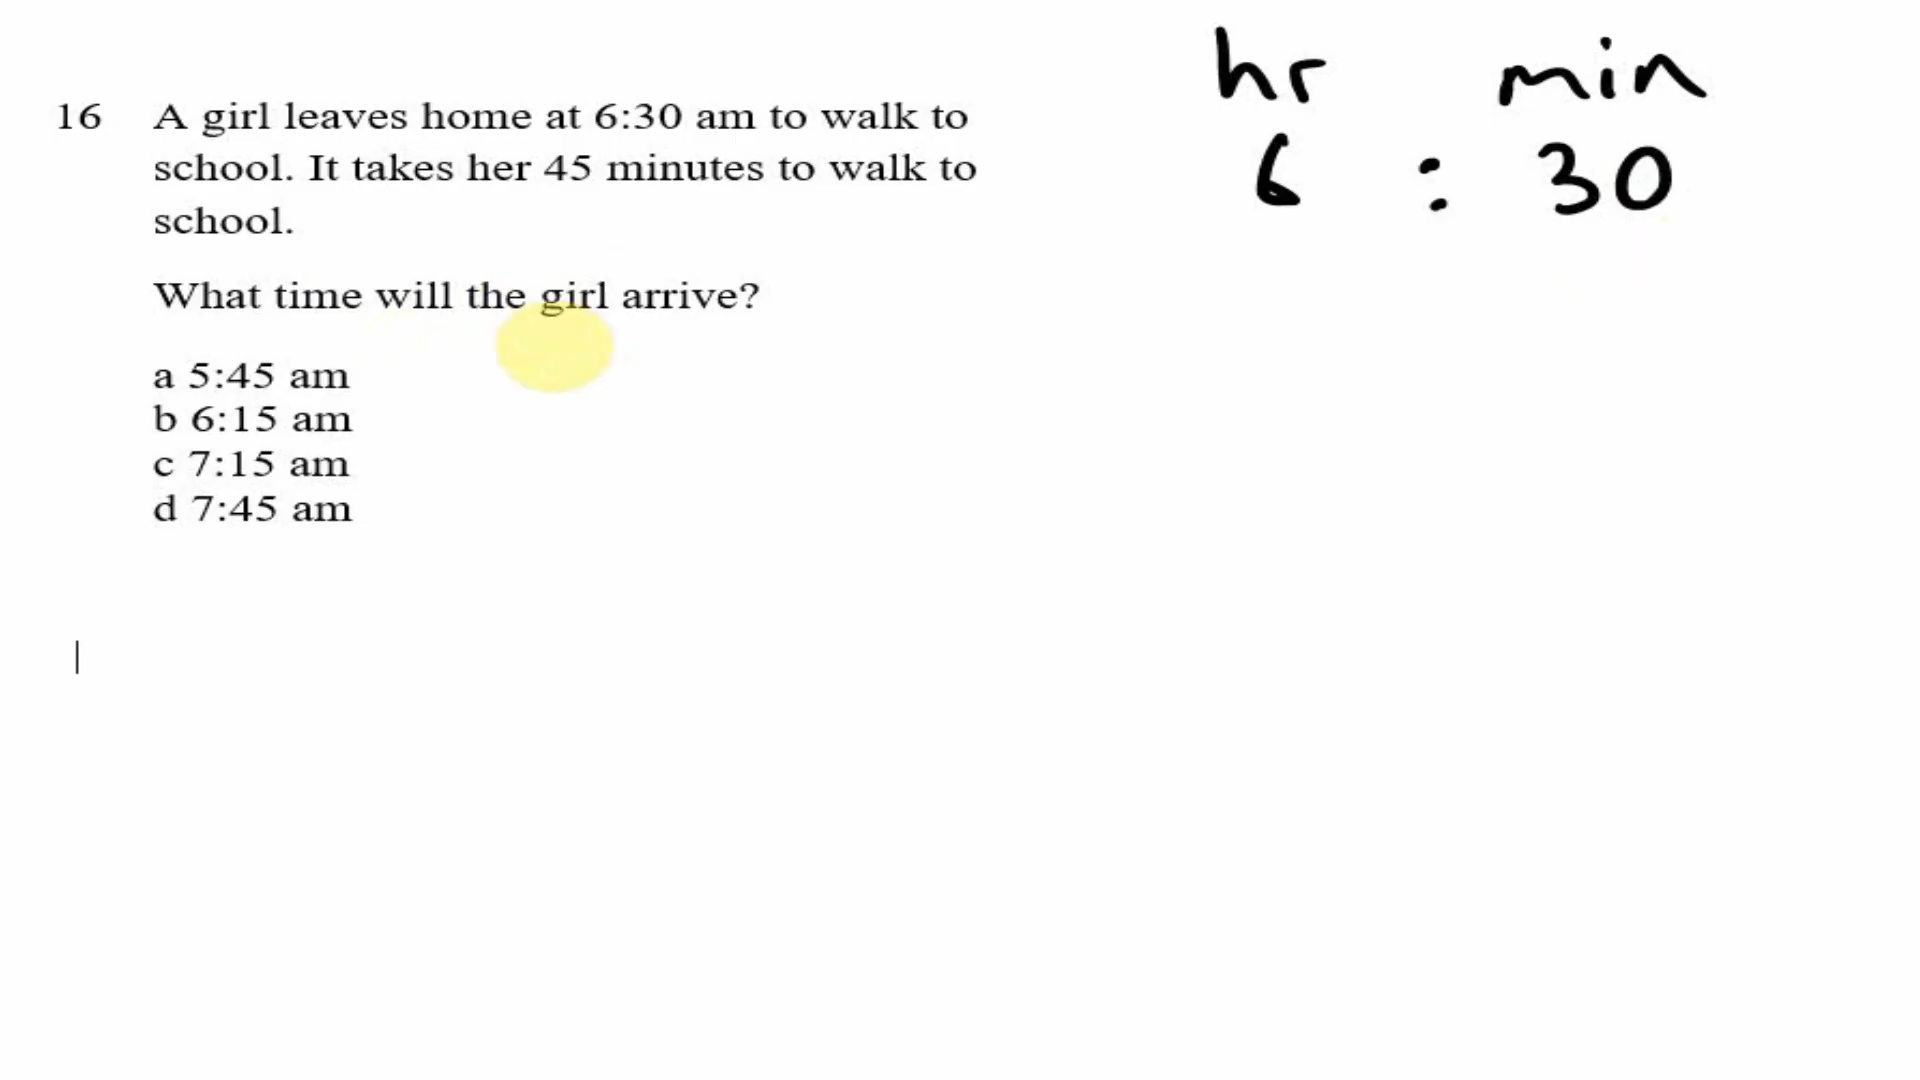 16 A girl leaves home at 6:30 am to walk to
school. It takes her 45 minutes to walk to
school.
What time will the girl arrive?
a 5:45 am
b 6:15 am
c 7:15 am
d 7:45 am
hr min
6 : 30